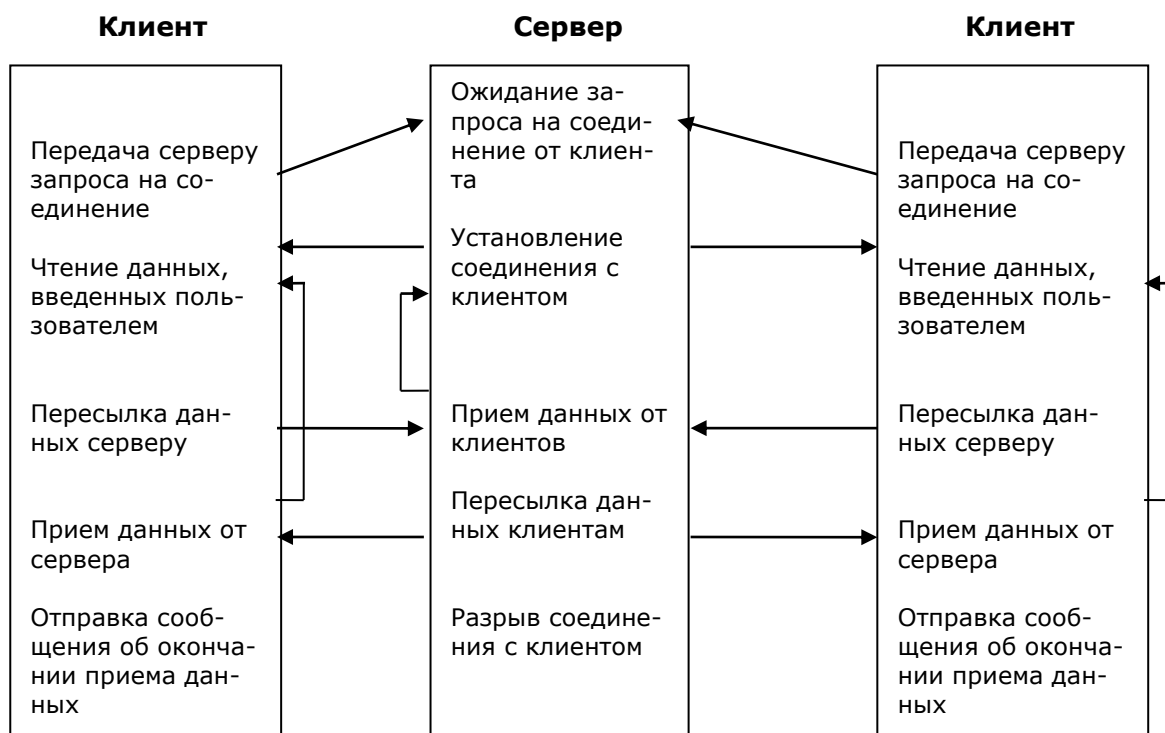 Клиент
Сервер
Клиент
Передача серверу
запроса на со-
единение
Чтение данных,
введенных поль-
зователем
Пересылка дан-
ных серверу
Прием данных от
сервера
Отправка сооб-
щения об оконча-
нии приема дан-
ных
Ожидание за-
проса на соеди-
нение от клиен-
та
Установление
соединения с
клиентом
Прием данных от
клиентов
Пересылка дан-
ных клиентам
Разрыв соедине-
ния с клиентом
Передача серверу
запроса на со-
единение
Чтение данных,
введенных поль-
зователем
Пересылка дан-
ных серверу
Прием данных от
сервера
Отправка сооб-
щения об оконча-
нии приема дан-
ных